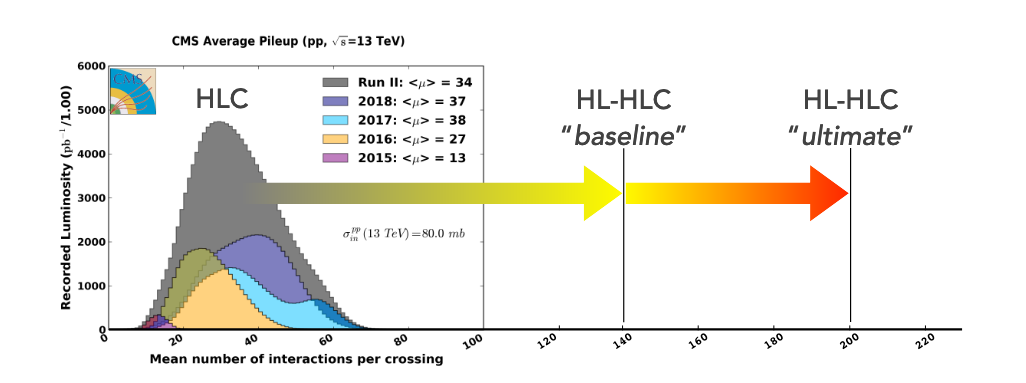 CMS Average Pileup (pp, √s=13 TeV)
6000
5000
4000
3000
2000
1000
0
Recorded Luminosity (pb⁻¹/1.00)
CMS
HLC
Run II: <μ> = 34
2018: <μ> = 37
2017: <μ> = 38
2016: <μ> = 27
2015: <μ> = 13
σ_in^pp (13 TeV)=80.0 mb
HL-HLC
“baseline”
HL-HLC
“ultimate”
0 20 40 60 80 100 120 140 160 180 200 220
Mean number of interactions per crossing